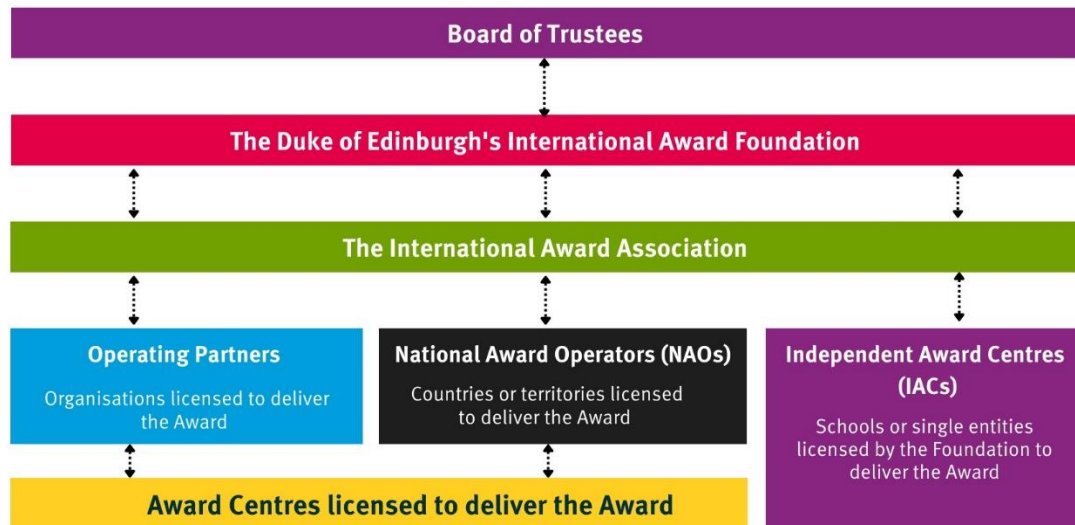 Board of Trustees
The Duke of Edinburgh's International Award Foundation
The International Award Association
Operating Partners
Organisations licensed to deliver
the Award
National Award Operators (NAOs)
Countries or territories licensed
to deliver the Award
Independent Award Centres
(IACs)
Schools or single entities
licensed by the Foundation to
deliver the Award
Award Centres licensed to deliver the Award